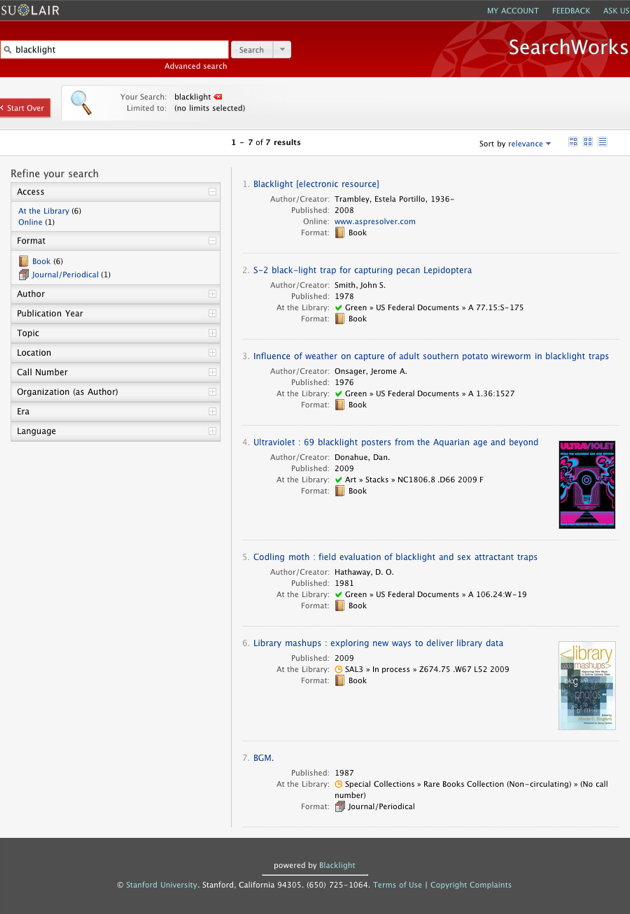 SULAIR
MY ACCOUNT FEEDBACK ASK US
blacklight
Search
SearchWorks
Advanced search
Start Over
Your Search: blacklight
Limited to: (no limits selected)
1 - 7 of 7 results
Sort by relevance
Refine your search
Access
At the Library (6)
Online (1)
Format
Book (6)
Journal/Periodical (1)
Author
Publication Year
Topic
Location
Call Number
Organization (as Author)
Era
Language
1. Blacklight [electronic resource]
Author/Creator: Trambley, Estela Portillo, 1936-
Published: 2008
Online: www.aspresolver.com
Format: Book
2. S-2 black-light trap for capturing pecan Lepidoptera
Author/Creator: Smith, John S.
Published: 1978
At the Library: Green » US Federal Documents » A 77.15:S-175
Format: Book
3. Influence of weather on capture of adult southern potato wireworm in blacklight traps
Author/Creator: Onsager, Jerome A.
Published: 1976
At the Library: Green » US Federal Documents » A 1.36:1527
Format: Book
4. Ultraviolet : 69 blacklight posters from the Aquarian age and beyond
Author/Creator: Donahue, Dan.
Published: 2009
At the Library: Art » Stacks » NC1806.8 .D66 2009 F
Format: Book
ULTRAVIOLET
5. Codling moth : field evaluation of blacklight and sex attractant traps
Author/Creator: Hathaway, D. O.
Published: 1981
At the Library: Green » US Federal Documents » A 106.24:W-19
Format: Book
6. Library mashups : exploring new ways to deliver library data
Published: 2009
At the Library: SAL3 » In process » Z674.75 .W67 L52 2009
Format: Book
<library
mashups>
blog
photos
7. BGM.
Published: 1987
At the Library: Special Collections » Rare Books Collection (Non-circulating) » (No call
number)
Format: Journal/Periodical
powered by Blacklight
© Stanford University. Stanford, California 94305. (650) 725-1064. Terms of Use | Copyright Complaints